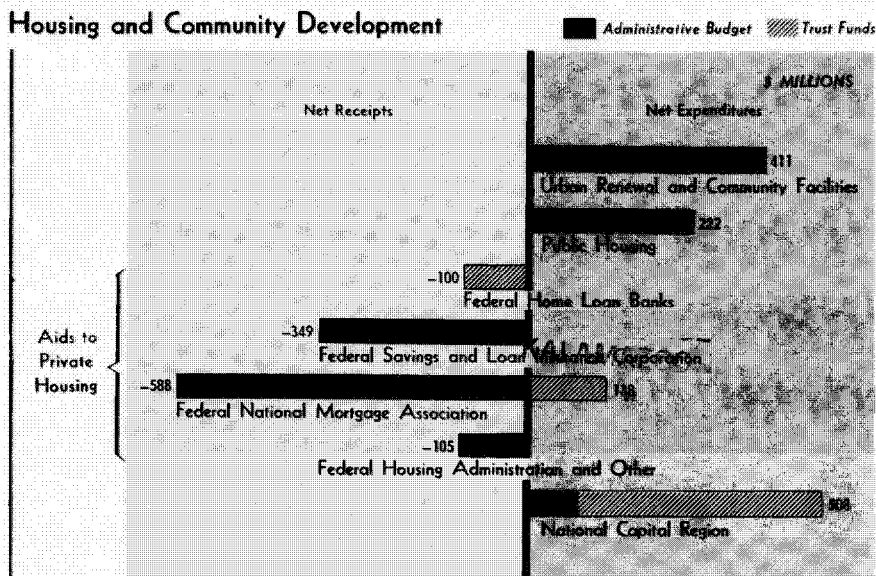 Housing and Community Development
Administrative Budget Trust Funds
$ MILLIONS
Net Receipts Net Expenditures
411
Urban Renewal and Community Facilities
Public Housing
-100
Federal Home Loan Banks
-349
Federal Savings and Loan Corporation
Aids to
Private
Housing
-588
Federal National Mortgage Association
-105
Federal Housing Administration and Other
National Capital Region